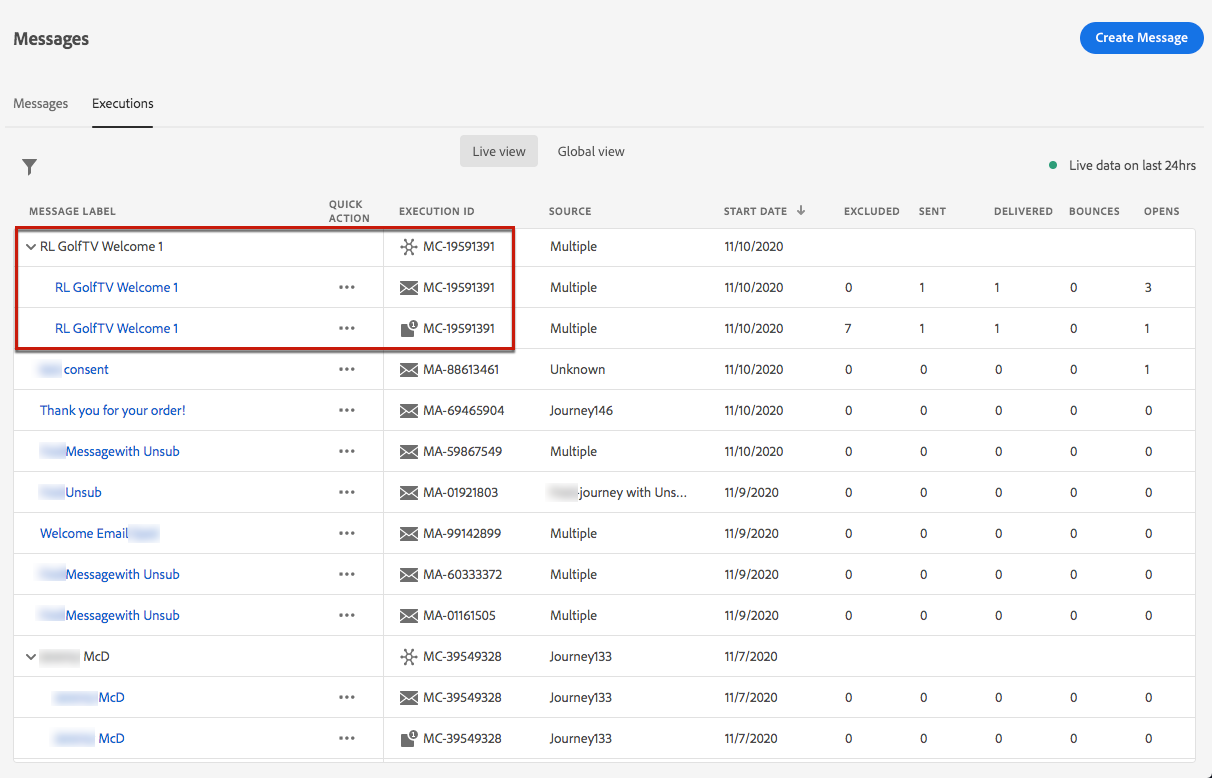 Messages
Create Message
Messages Executions
Live view Global view
Live data on last 24hrs
MESSAGE LABEL QUICK ACTION EXECUTION ID SOURCE START DATE EXCLUDED SENT DELIVERED BOUNCES OPENS
RL GolfTV Welcome 1 MC-19591391 Multiple 11/10/2020
RL GolfTV Welcome 1 ••• MC-19591391 Multiple 11/10/2020 0 1 1 0 3
RL GolfTV Welcome 1 ••• 1 MC-19591391 Multiple 11/10/2020 7 1 1 0 1
consent ••• MA-88613461 Unknown 11/10/2020 0 0 0 0 1
Thank you for your order! ••• MA-69465904 Journey146 11/10/2020 0 0 0 0 0
Messagewith Unsub ••• MA-59867549 Multiple 11/10/2020 0 0 0 0 0
Unsub ••• MA-01921803 journey with Uns... 11/9/2020 0 0 0 0 0
Welcome Email ••• MA-99142899 Multiple 11/9/2020 0 0 0 0 0
Messagewith Unsub ••• MA-60333372 Multiple 11/9/2020 0 0 0 0 0
Messagewith Unsub ••• MA-01161505 Multiple 11/9/2020 0 0 0 0 0
McD MC-39549328 Journey133 11/7/2020
McD ••• MC-39549328 Journey133 11/7/2020 0 0 0 0 0
McD ••• 1 MC-39549328 Journey133 11/7/2020 0 0 0 0 0